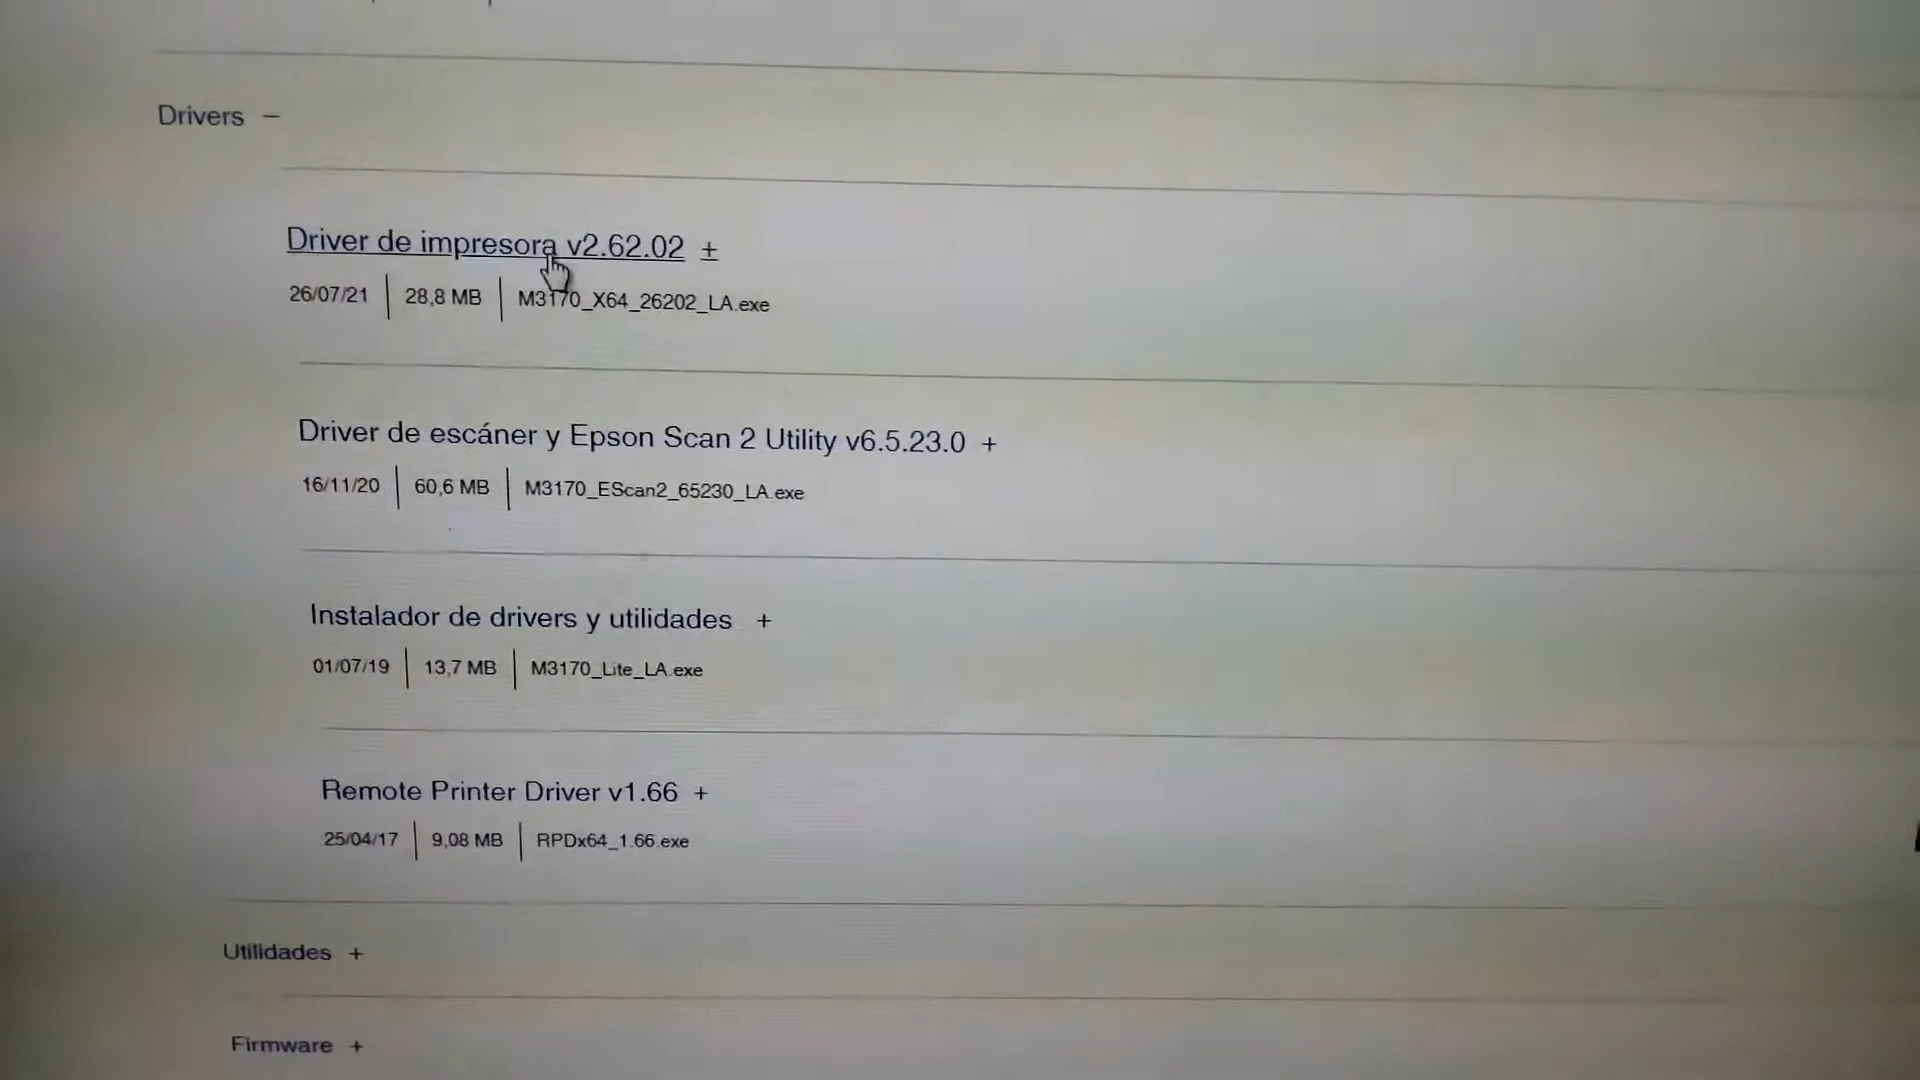 Drivers −
Driver de impresora v2.62.02 +
26/07/21 | 28,8 MB | M3170_X64_26202_LA.exe
Driver de escáner y Epson Scan 2 Utility v6.5.23.0 +
16/11/20 | 60,6 MB | M3170_EScan2_65230_LA.exe
Instalador de drivers y utilidades +
01/07/19 | 13,7 MB | M3170_Lite_LA.exe
Remote Printer Driver v1.66 +
25/04/17 | 9,08 MB | RPDx64_1.66.exe
Utilidades +
Firmware +